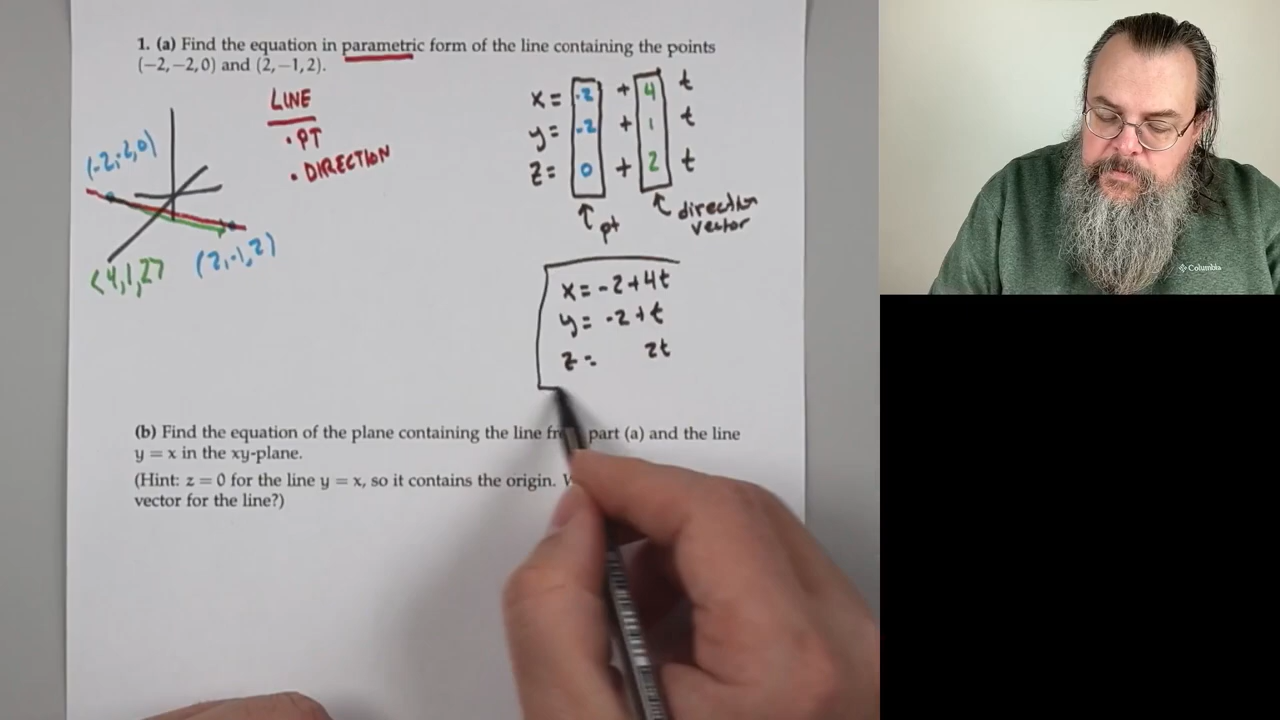 1. (a) Find the equation in parametric form of the line containing the points
(−2, −2, 0) and (2, −1, 2).
LINE
• PT
• DIRECTION
(-2,-2,0)
(2,-1,2)
<4,1,2>
x = -2 + 4 t
y = -2 + 1 t
z = 0 + 2 t
↑ pt
↑ direction
vector
x = -2+4t
y = -2+t
z = 2t
(b) Find the equation of the plane containing the line part (a) and the line
y = x in the xy-plane.
(Hint: z = 0 for the line y = x, so it contains the origin.
vector for the line?)
Columbia